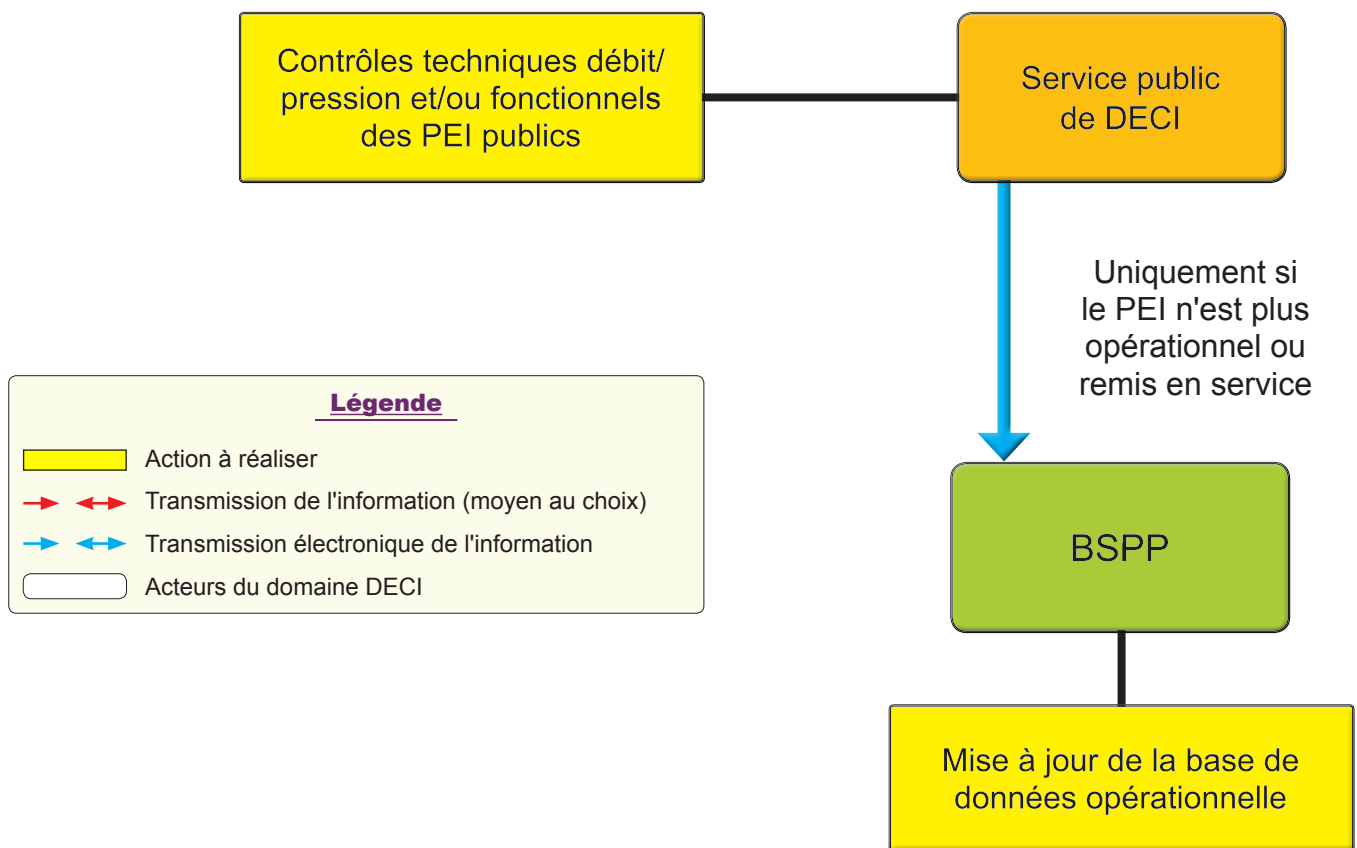 Contrôles techniques débit/
pression et/ou fonctionnels
des PEI publics
Service public
de DECI
Uniquement si
le PEI n'est plus
opérationnel ou
remis en service
Légende
Action à réaliser
Transmission de l'information (moyen au choix)
Transmission électronique de l'information
Acteurs du domaine DECI
BSPP
Mise à jour de la base de
données opérationnelle